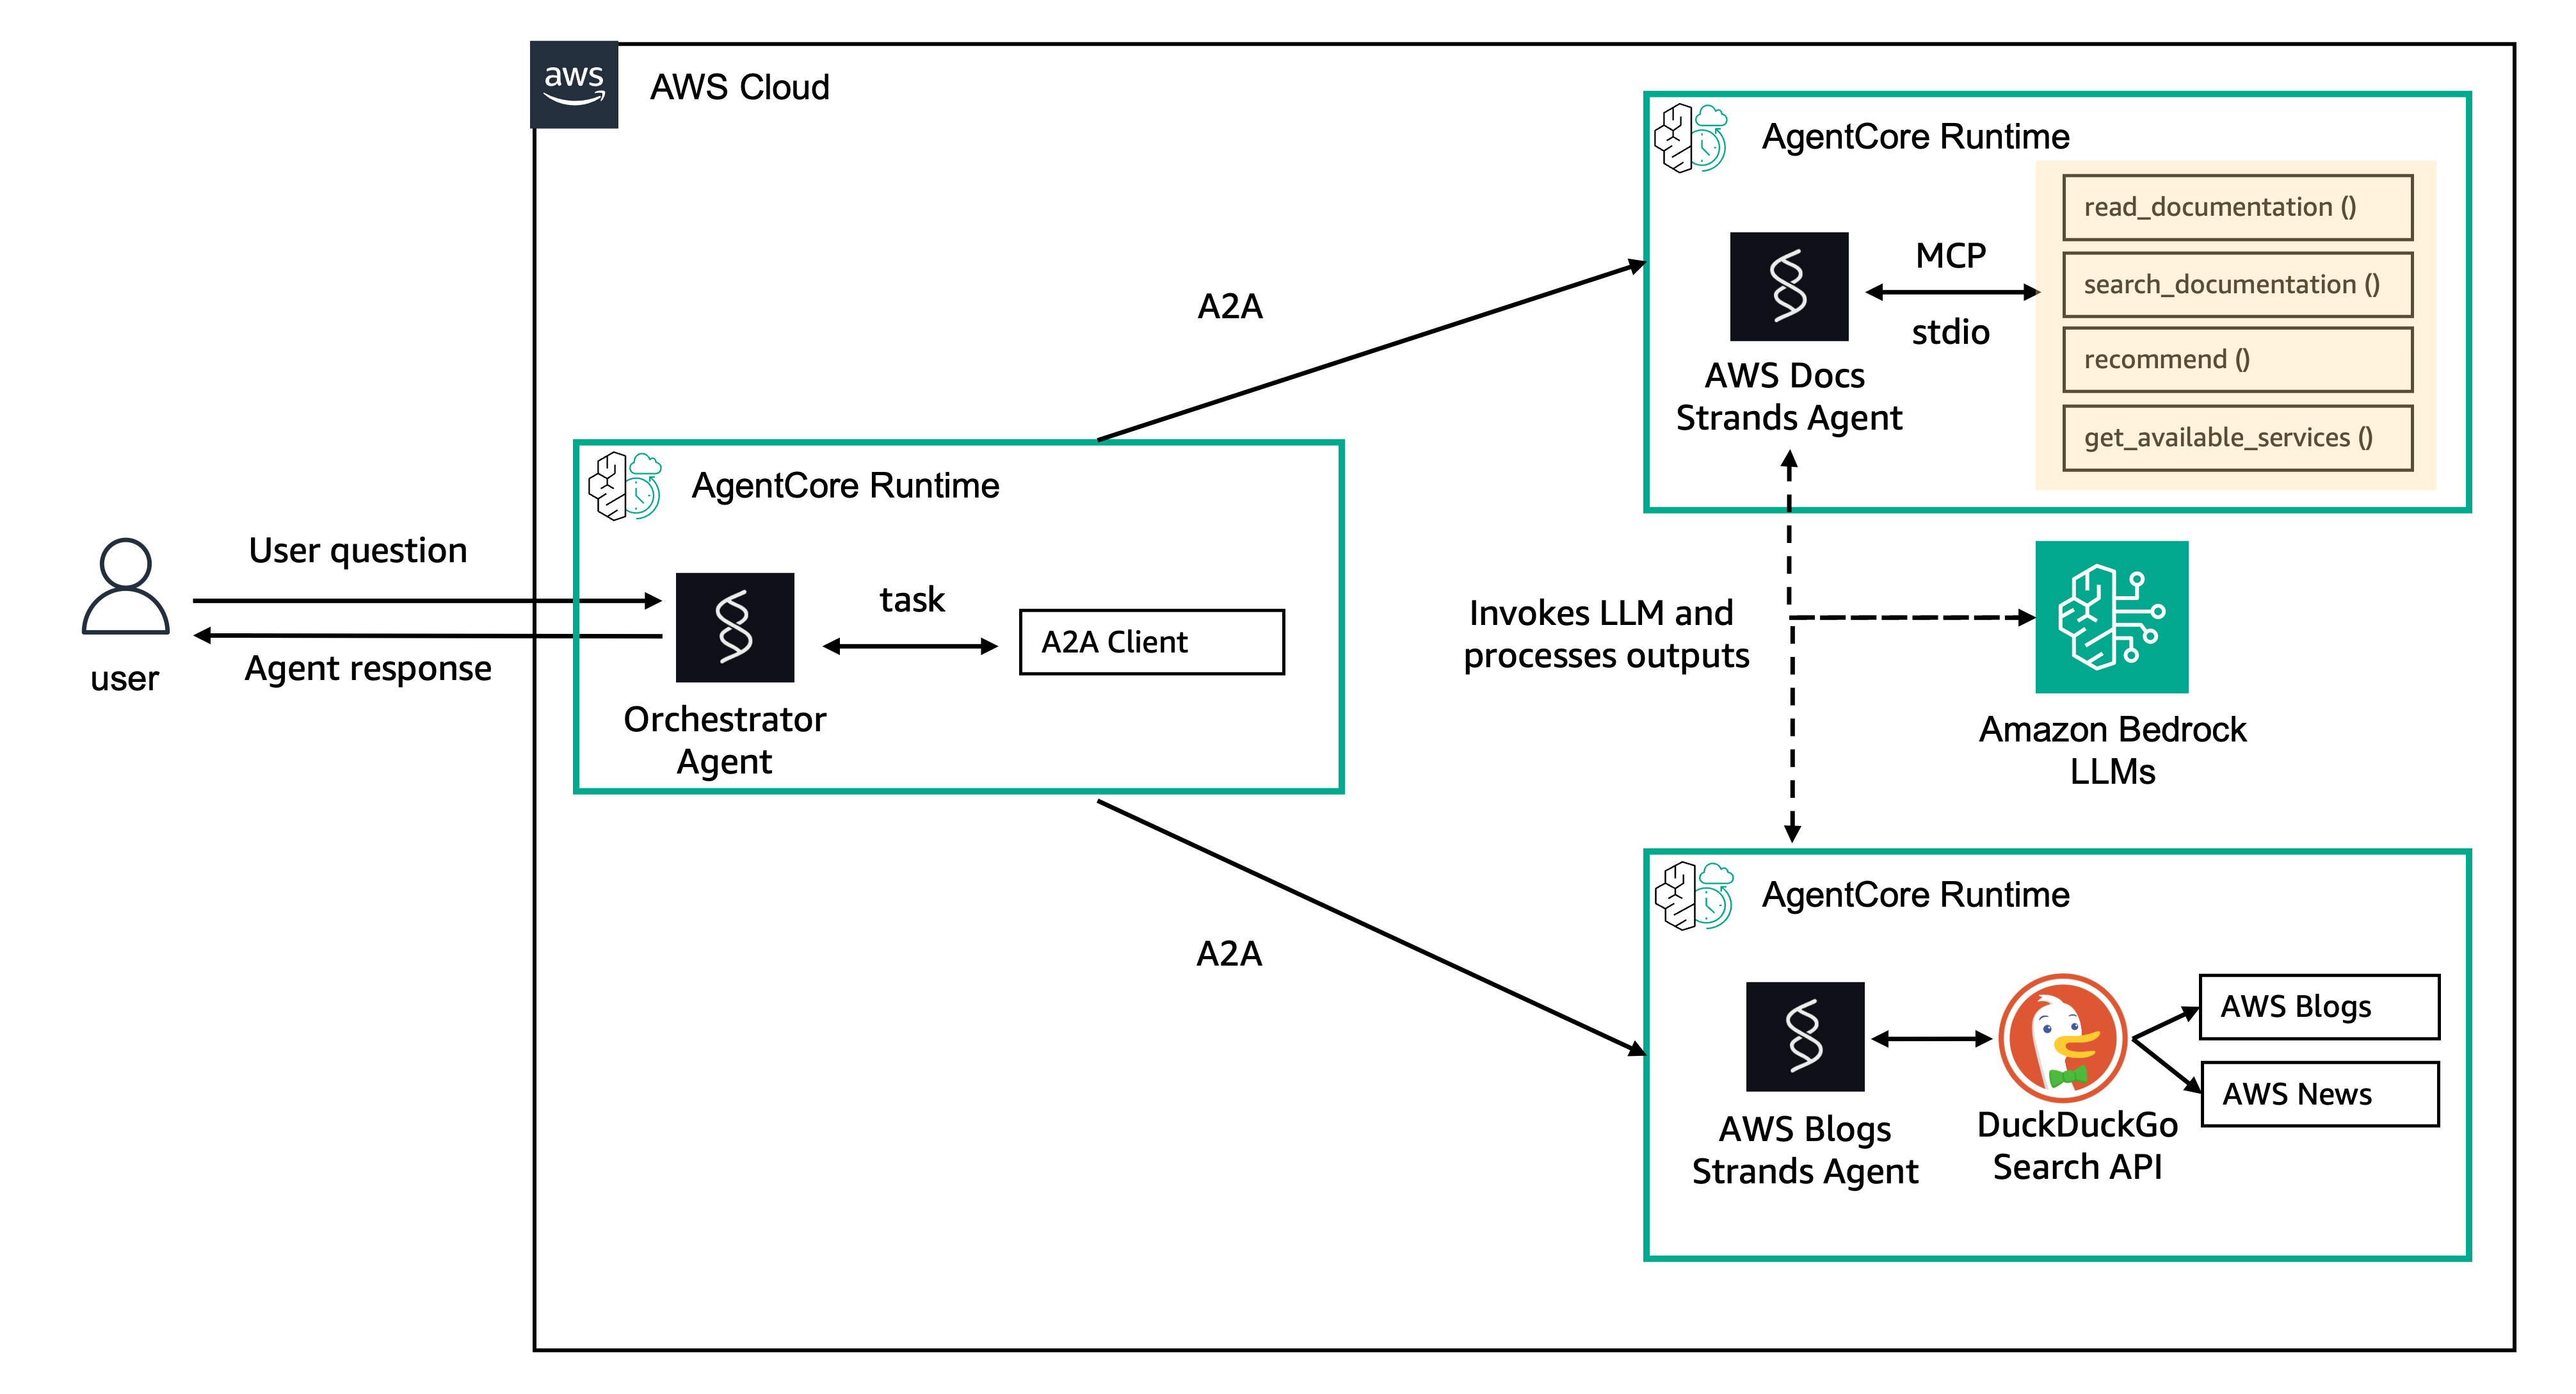 aws
AWS Cloud
AgentCore Runtime
read_documentation ()
search_documentation ()
recommend ()
get_available_services ()
MCP
stdio
AWS Docs
Strands Agent
A2A
AgentCore Runtime
User question
Agent response
user
task
A2A Client
Orchestrator
Agent
Invokes LLM and
processes outputs
Amazon Bedrock
LLMs
A2A
AgentCore Runtime
AWS Blogs
Strands Agent
DuckDuckGo
Search API
AWS Blogs
AWS News